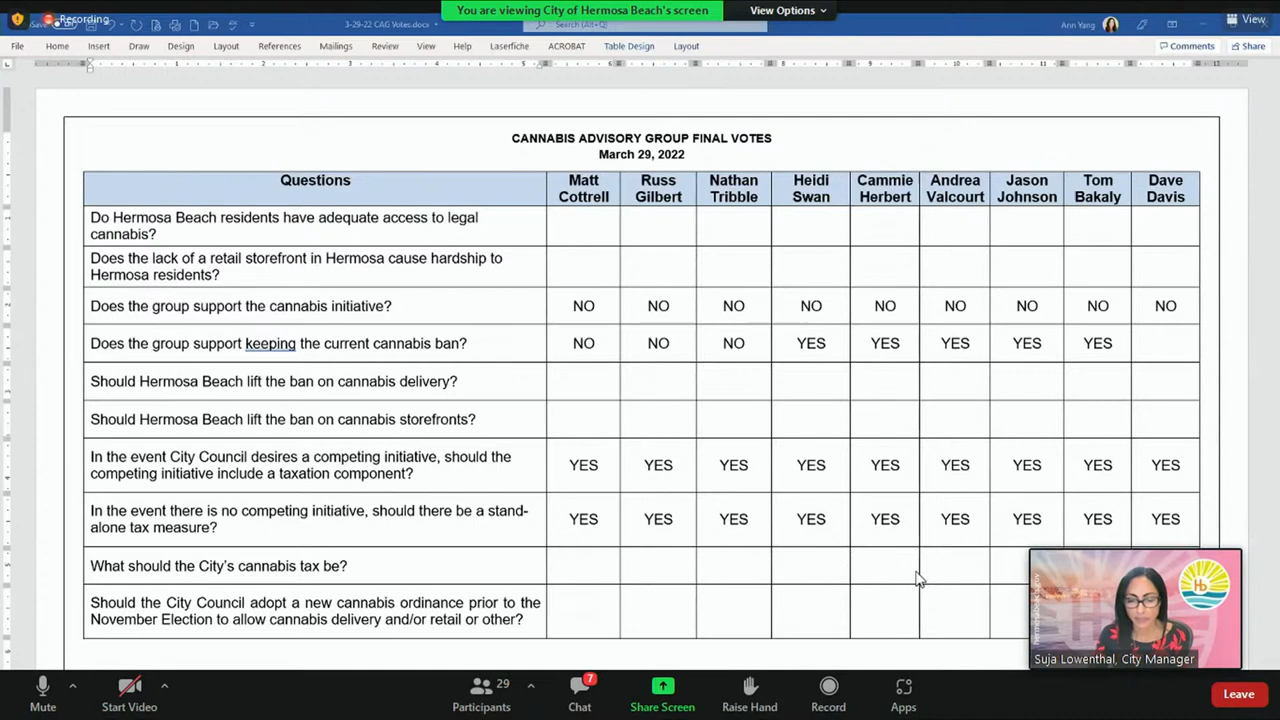 You are viewing City of Hermosa Beach's screen
View Options
Recording
3-29-22 CAG Votes.docx
Search (Alt+Q)
Ann Yang
View
File Home Insert Draw Design Layout References Mailings Review View Help Laserfiche ACROBAT Table Design Layout
Comments Share
CANNABIS ADVISORY GROUP FINAL VOTES
March 29, 2022
Questions Matt Cottrell Russ Gilbert Nathan Tribble Heidi Swan Cammie Herbert Andrea Valcourt Jason Johnson Tom Bakaly Dave Davis
Do Hermosa Beach residents have adequate access to legal
cannabis?
Does the lack of a retail storefront in Hermosa cause hardship to
Hermosa residents?
Does the group support the cannabis initiative? NO NO NO NO NO NO NO NO NO
Does the group support keeping the current cannabis ban? NO NO NO YES YES YES YES YES
Should Hermosa Beach lift the ban on cannabis delivery?
Should Hermosa Beach lift the ban on cannabis storefronts?
In the event City Council desires a competing initiative, should the
competing initiative include a taxation component? YES YES YES YES YES YES YES YES YES
In the event there is no competing initiative, should there be a stand-
alone tax measure? YES YES YES YES YES YES YES YES YES
What should the City's cannabis tax be?
Should the City Council adopt a new cannabis ordinance prior to the
November Election to allow cannabis delivery and/or retail or other?
Hb
Suja Lowenthal, City Manager
29
7
Mute Start Video Participants Chat Share Screen Raise Hand Record Apps Leave